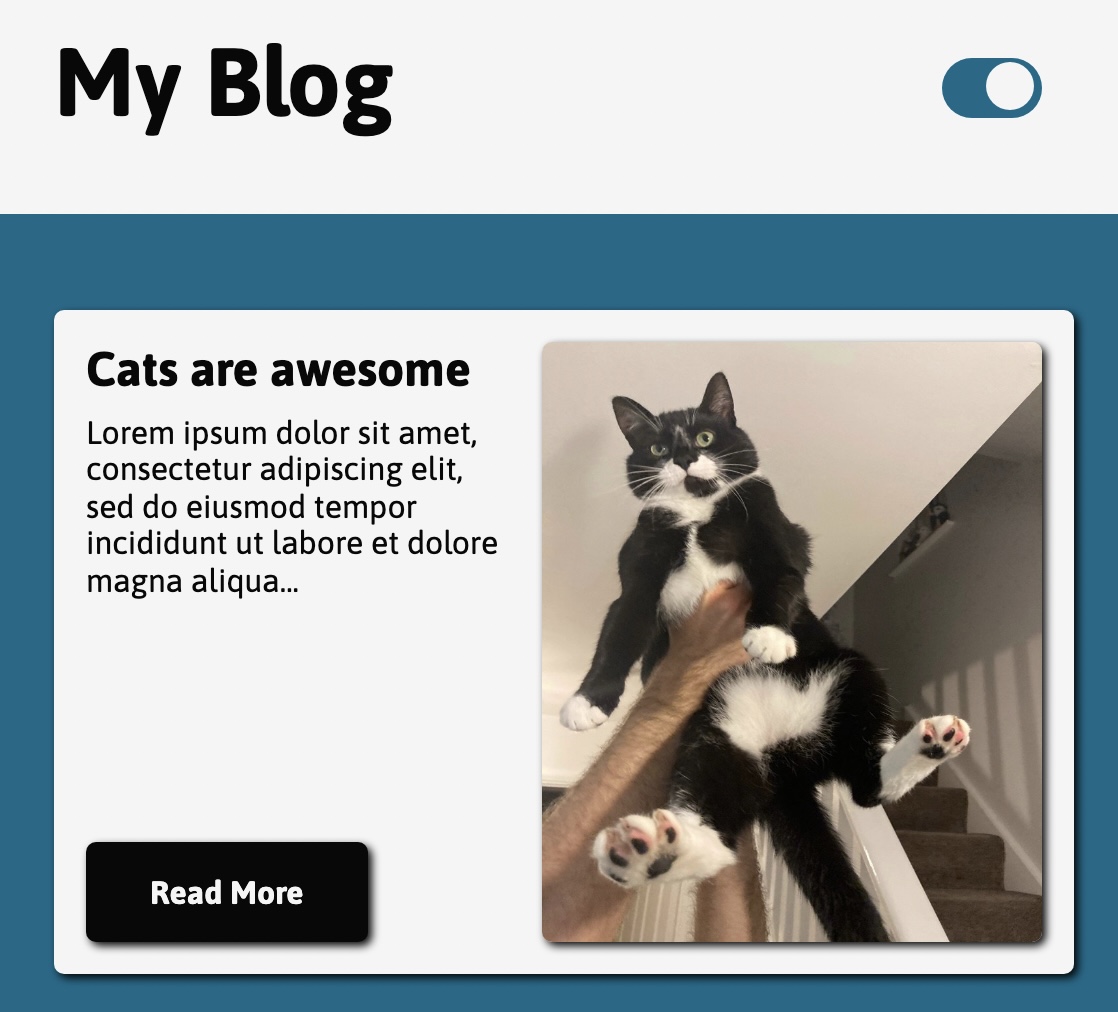 My Blog
Cats are awesome
Lorem ipsum dolor sit amet,
consectetur adipiscing elit,
sed do eiusmod tempor
incididunt ut labore et dolore
magna aliqua...
Read More